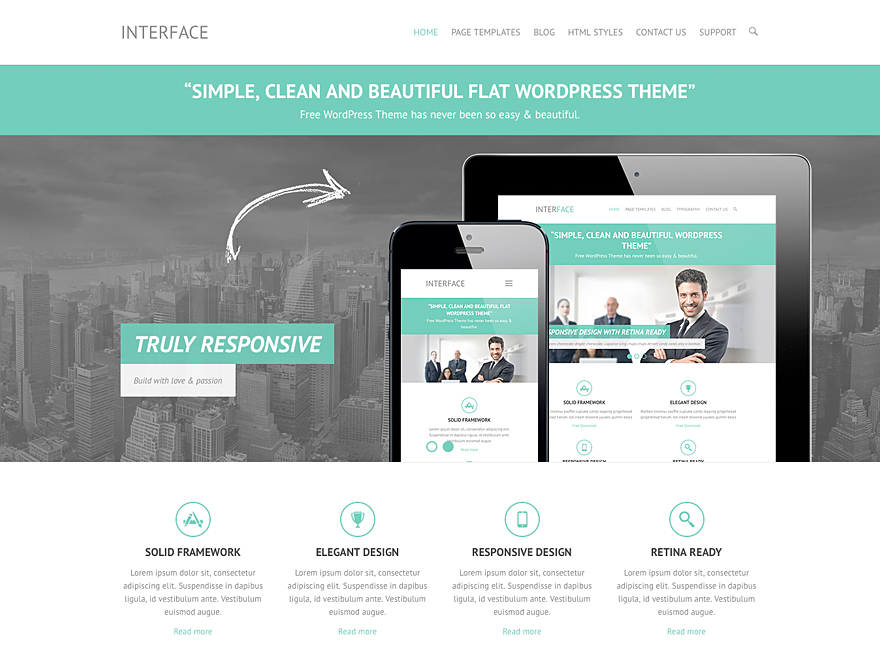 INTERFACE
HOME PAGE TEMPLATES BLOG HTML STYLES CONTACT US SUPPORT
“SIMPLE, CLEAN AND BEAUTIFUL FLAT WORDPRESS THEME”
Free WordPress Theme has never been so easy & beautiful.
TRULY RESPONSIVE
Build with love & passion
INTERFACE
“SIMPLE, CLEAN AND BEAUTIFUL FLAT
WORDPRESS THEME”
Free WordPress Theme has never been so easy &
beautiful.
SOLID FRAMEWORK
Lorem ipsum dolor sit, consectetur
adipiscing elit. Suspendisse in dapibus
Read more
INTERFACE
HOME PAGE TEMPLATES BLOG TYPOGRAPHY CONTACT US
“SIMPLE, CLEAN AND BEAUTIFUL WORDPRESS
THEME”
Free WordPress Theme has never been so easy & beautiful.
SPONSIVE DESIGN WITH RETINA READY
SOLID FRAMEWORK
Free Download
ELEGANT DESIGN
Free Download
RESPONSIVE DESIGN
RETINA READY
SOLID FRAMEWORK
Lorem ipsum dolor sit, consectetur
adipiscing elit. Suspendisse in dapibus
ligula, id vestibulum ante. Vestibulum
euismod augue.
Read more
ELEGANT DESIGN
Lorem ipsum dolor sit, consectetur
adipiscing elit. Suspendisse in dapibus
ligula, id vestibulum ante. Vestibulum
euismod augue.
Read more
RESPONSIVE DESIGN
Lorem ipsum dolor sit, consectetur
adipiscing elit. Suspendisse in dapibus
ligula, id vestibulum ante. Vestibulum
euismod augue.
Read more
RETINA READY
Lorem ipsum dolor sit, consectetur
adipiscing elit. Suspendisse in dapibus
ligula, id vestibulum ante. Vestibulum
euismod augue.
Read more